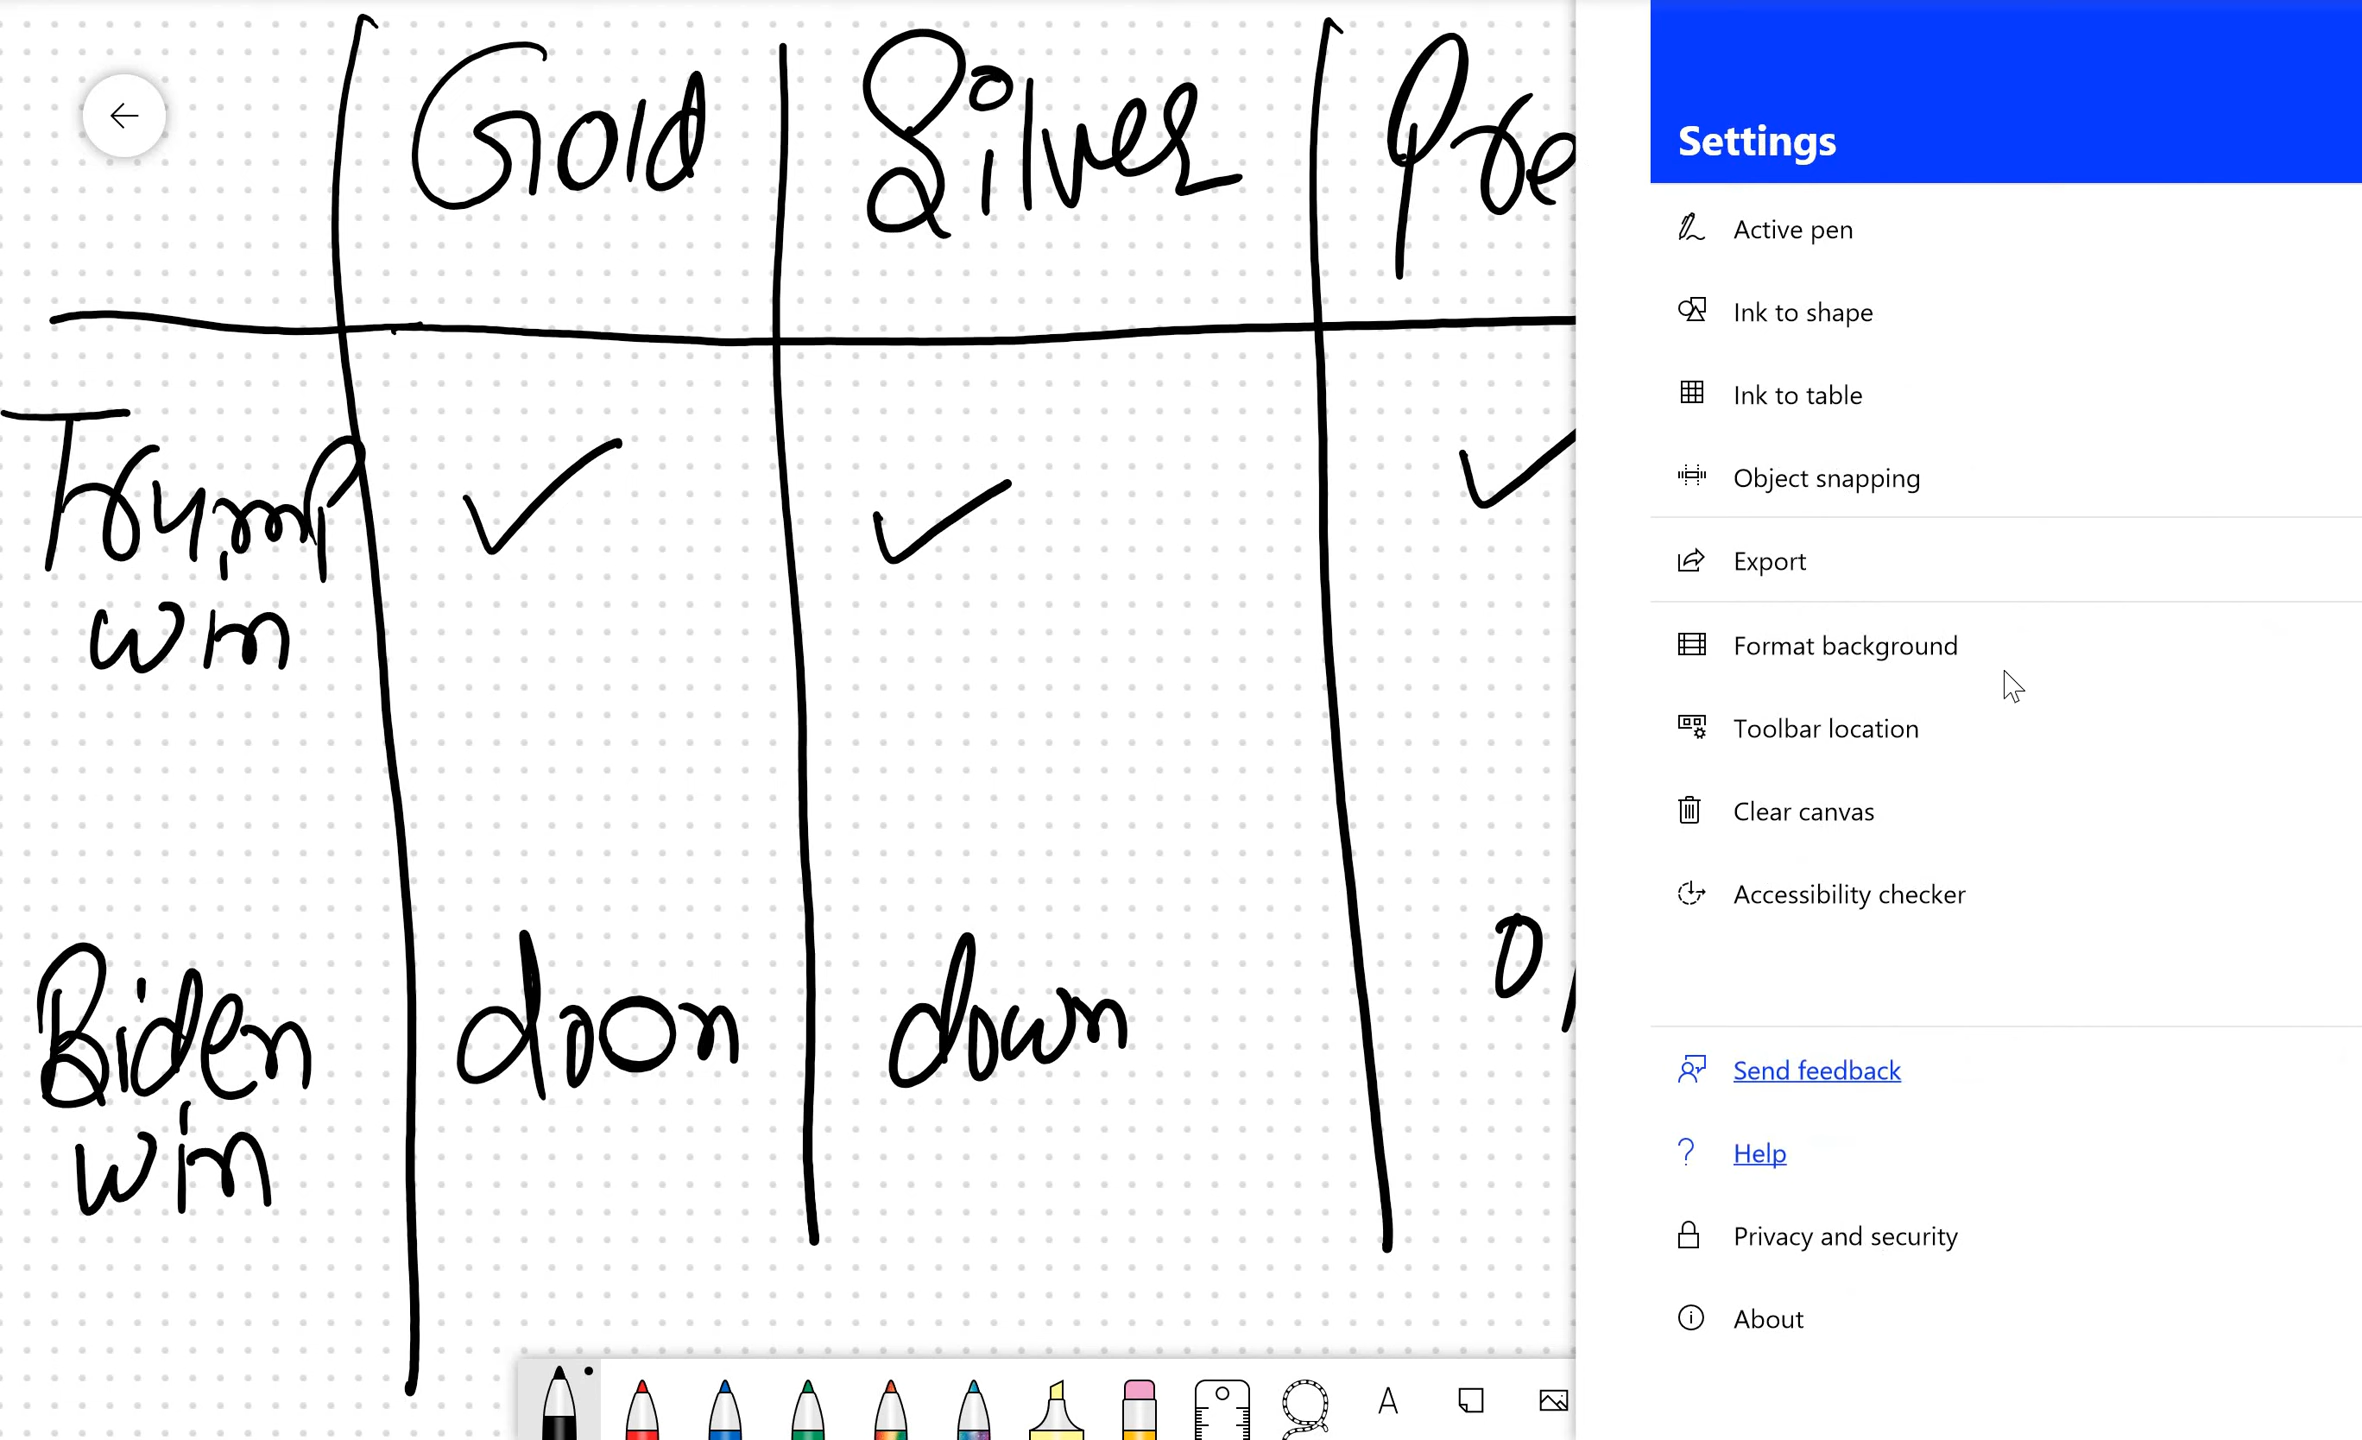 Gold Silver Pre
Trump ✓ ✓ ✓
win
Biden doon down
win
Settings
Active pen
Ink to shape
Ink to table
Object snapping
Export
Format background
Toolbar location
Clear canvas
Accessibility checker
Send feedback
Help
Privacy and security
About
A